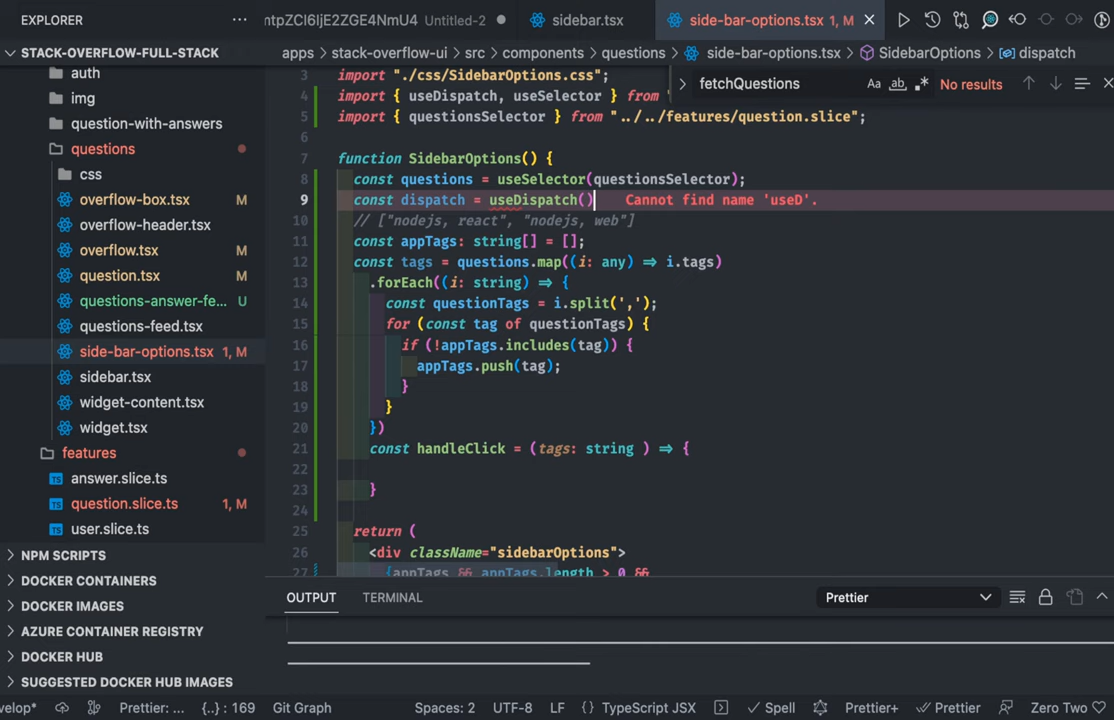 EXPLORER
ntpZCI6IjE2ZGE4NmU4 Untitled-2
sidebar.tsx
side-bar-options.tsx 1, M
STACK-OVERFLOW-FULL-STACK
auth
img
question-with-answers
questions
css
overflow-box.tsx M
overflow-header.tsx
overflow.tsx M
question.tsx M
questions-answer-fe... U
questions-feed.tsx
side-bar-options.tsx 1, M
sidebar.tsx
widget-content.tsx
widget.tsx
features
answer.slice.ts
question.slice.ts 1, M
user.slice.ts
NPM SCRIPTS
DOCKER CONTAINERS
DOCKER IMAGES
AZURE CONTAINER REGISTRY
DOCKER HUB
SUGGESTED DOCKER HUB IMAGES
apps > stack-overflow-ui > src > components > questions > side-bar-options.tsx > SidebarOptions > dispatch
fetchQuestions Aa ab .* No results
3 import "./css/SidebarOptions.css";
4 import { useDispatch, useSelector } from "
5 import { questionsSelector } from "../../features/question.slice";
6
7 function SidebarOptions() {
8 const questions = useSelector(questionsSelector);
9 const dispatch = useDispatch() Cannot find name 'useD'.
10 // ["nodejs, react", "nodejs, web"]
11 const appTags: string[] = [];
12 const tags = questions.map((i: any) => i.tags)
13 .forEach((i: string) => {
14 const questionTags = i.split(',');
15 for (const tag of questionTags) {
16 if (!appTags.includes(tag)) {
17 appTags.push(tag);
18 }
19 }
20 })
21 const handleClick = (tags: string ) => {
22
23 }
24
25 return (
26 <div className="sidebarOptions">
27 {appTags && appTags.length > 0 &&
OUTPUT TERMINAL Prettier
velop* Prettier: ... {..} : 169 Git Graph Spaces: 2 UTF-8 LF {} TypeScript JSX Spell Prettier+ Prettier Zero Two